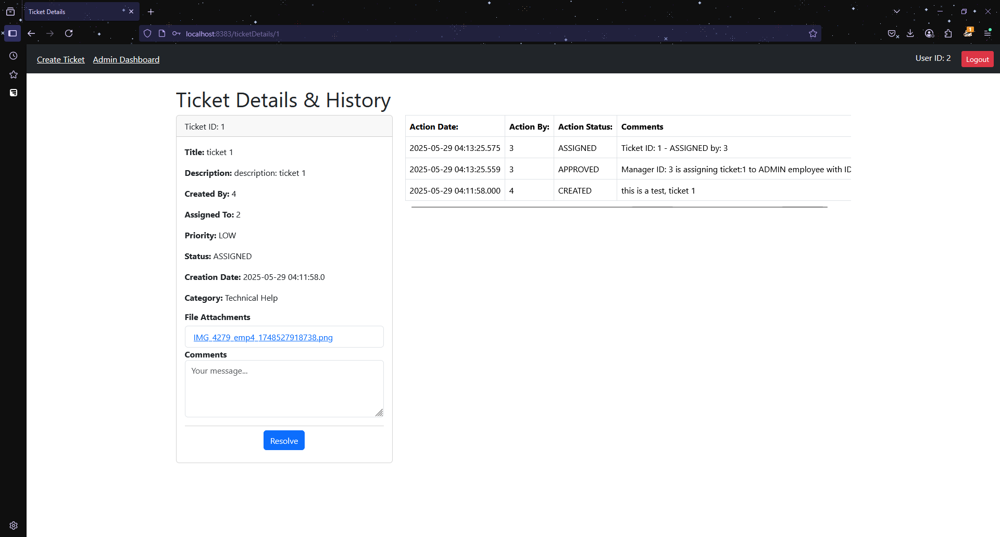 Ticket Details
localhost:8383/ticketDetails/1
1
Create Ticket Admin Dashboard User ID: 2 Logout
Ticket Details & History
Ticket ID: 1
Title: ticket 1
Description: description: ticket 1
Created By: 4
Assigned To: 2
Priority: LOW
Status: ASSIGNED
Creation Date: 2025-05-29 04:11:58.0
Category: Technical Help
File Attachments
IMG_4279_emp4_1748527918738.png
Comments
Your message...
Resolve
Action Date: Action By: Action Status: Comments
2025-05-29 04:13:25.575 3 ASSIGNED Ticket ID: 1 - ASSIGNED by: 3
2025-05-29 04:13:25.559 3 APPROVED Manager ID: 3 is assigning ticket:1 to ADMIN employee with ID
2025-05-29 04:11:58.000 4 CREATED this is a test, ticket 1